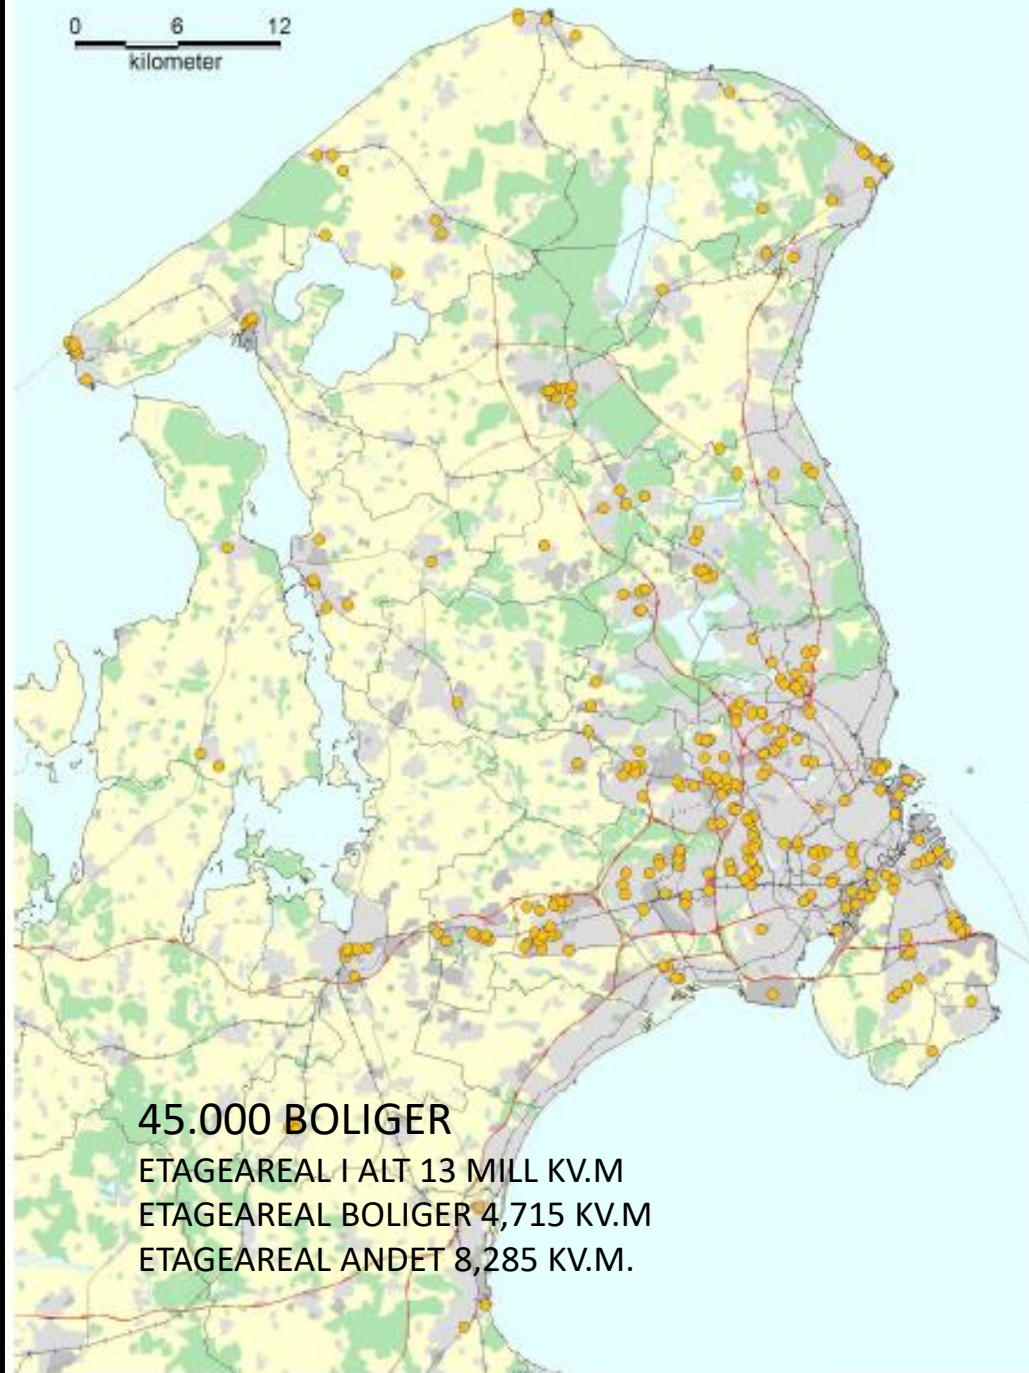 0 6 12
kilometer
45.000 BOLIGER
ETAGEAREAL I ALT 13 MILL KV.M
ETAGEAREAL BOLIGER 4,715 KV.M
ETAGEAREAL ANDET 8,285 KV.M.